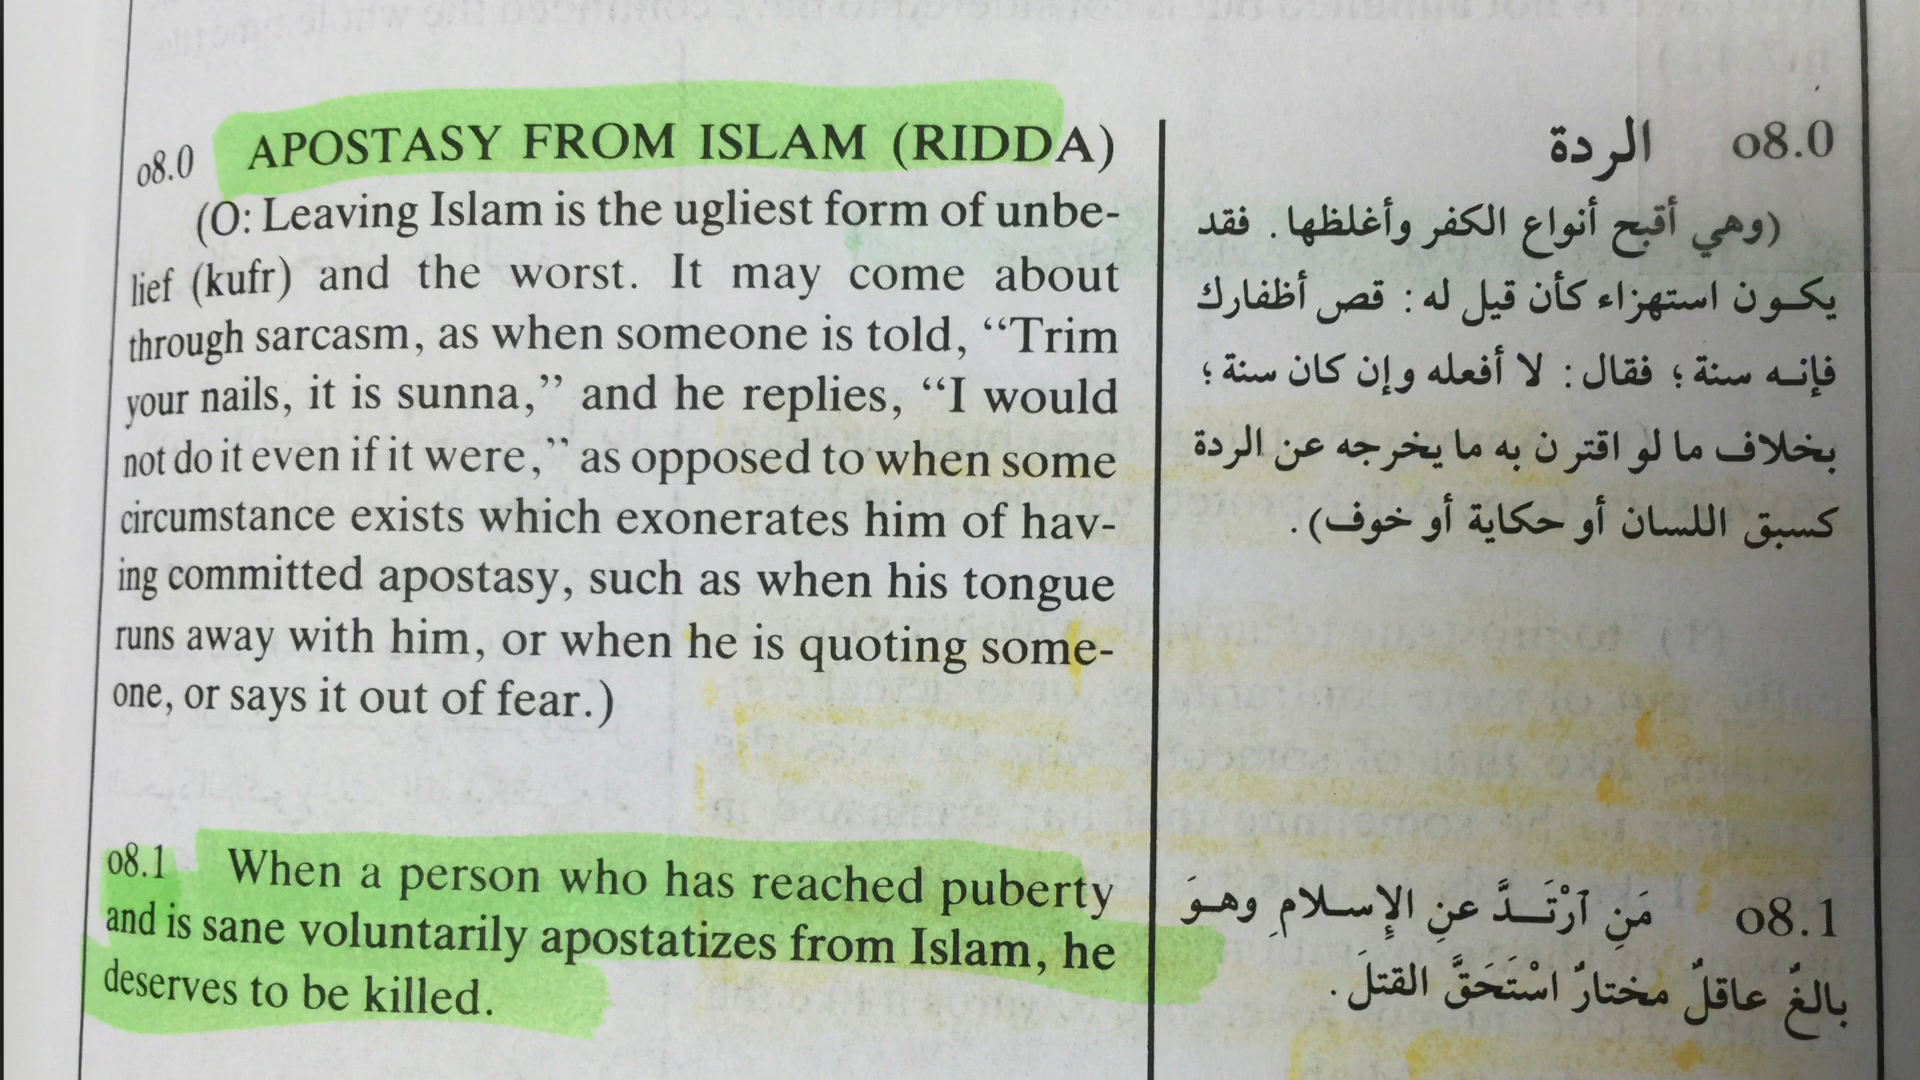 o8.0 APOSTASY FROM ISLAM (RIDDA)
(O: Leaving Islam is the ugliest form of unbe-
lief (kufr) and the worst. It may come about
through sarcasm, as when someone is told, “Trim
your nails, it is sunna,” and he replies, “I would
not do it even if it were,” as opposed to when some
circumstance exists which exonerates him of hav-
ing committed apostasy, such as when his tongue
runs away with him, or when he is quoting some-
one, or says it out of fear.)
o8.1 When a person who has reached puberty
and is sane voluntarily apostatizes from Islam, he
deserves to be killed.
o8.0 الردة
(وهي أقبح أنواع الكفر وأغلظها. فقد
يكون استهزاء كأن قيل له: قص أظفارك
فإنه سنة؛ فقال: لا أفعله وإن كان سنة؛
بخلاف ما لو اقترن به ما يخرجه عن الردة
كسبق اللسان أو حكاية أو خوف).
o8.1 مَنِ ٱرْتَدَّ عنِ الإِسلامِ وهوَ
بالغٌ عاقلٌ مختارٌ اسْتَحَقَّ القتلَ.